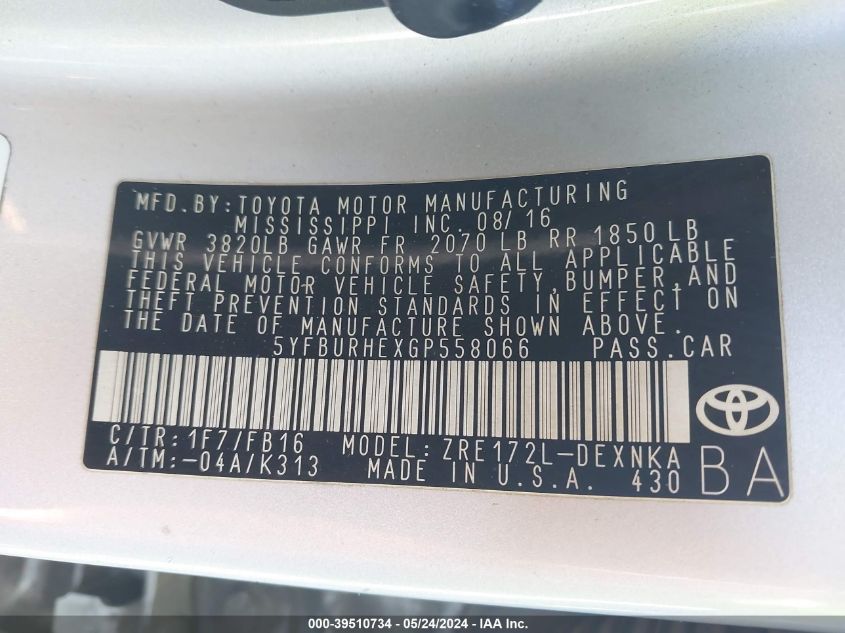 MFD. BY: TOYOTA MOTOR MANUFACTURING
MISSISSIPPI INC. 08/16
GVWR 3820LB GAWR FR 2070 LB RR 1850 LB
THIS VEHICLE CONFORMS TO ALL APPLICABLE
FEDERAL MOTOR VEHICLE SAFETY, BUMPER, AND
THEFT PREVENTION STANDARDS IN EFFECT ON
THE DATE OF MANUFACTURE SHOWN ABOVE.
5YFBURHEXGP558066 PASS. CAR
C/TR: 1F7/FB16 MODEL: ZRE172L-DEXNKA
A/TM: -04A/K313 MADE IN U.S.A. 430 BA
000-39510734 - 05/24/2024 - IAA Inc.